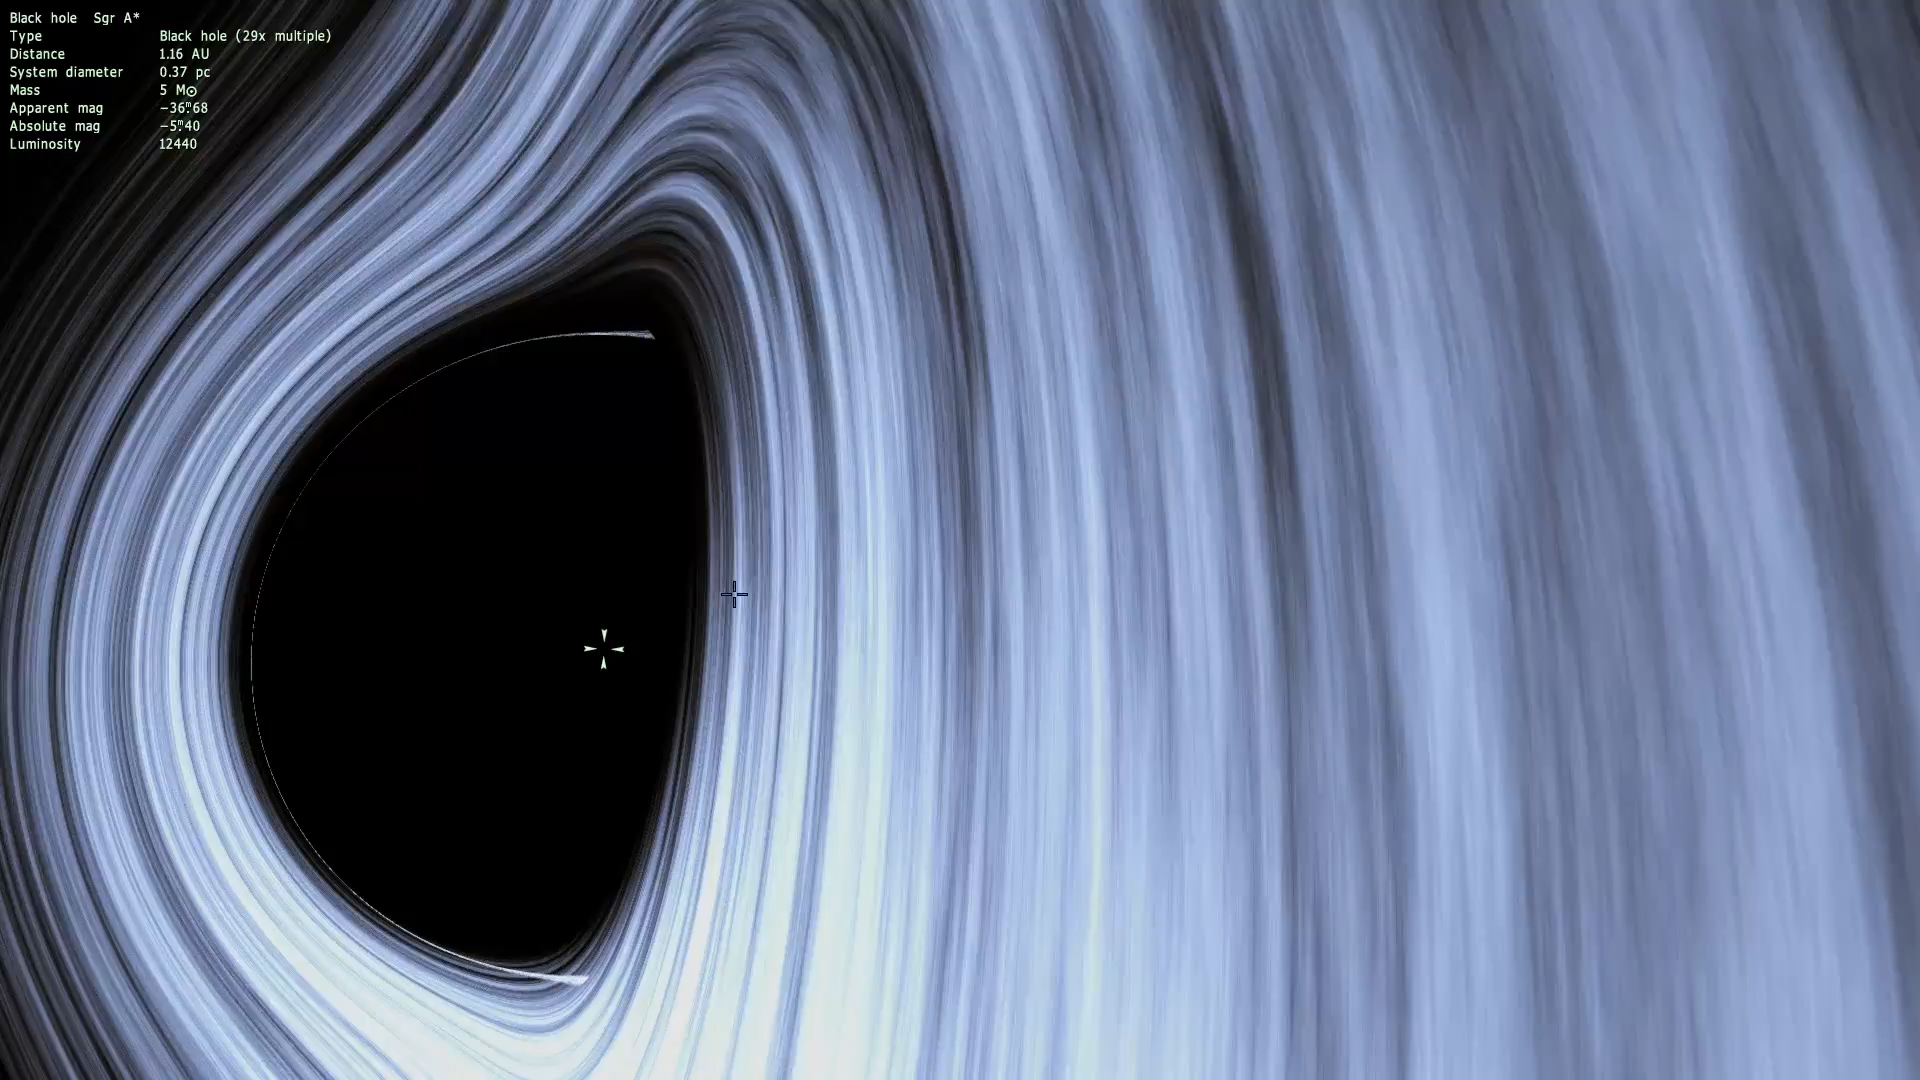 Black hole Sgr A*
Type Black hole (29x multiple)
Distance 1.16 AU
System diameter 0.37 pc
Mass 5 M☉
Apparent mag −36ᵐ68
Absolute mag −5ᵐ40
Luminosity 12440